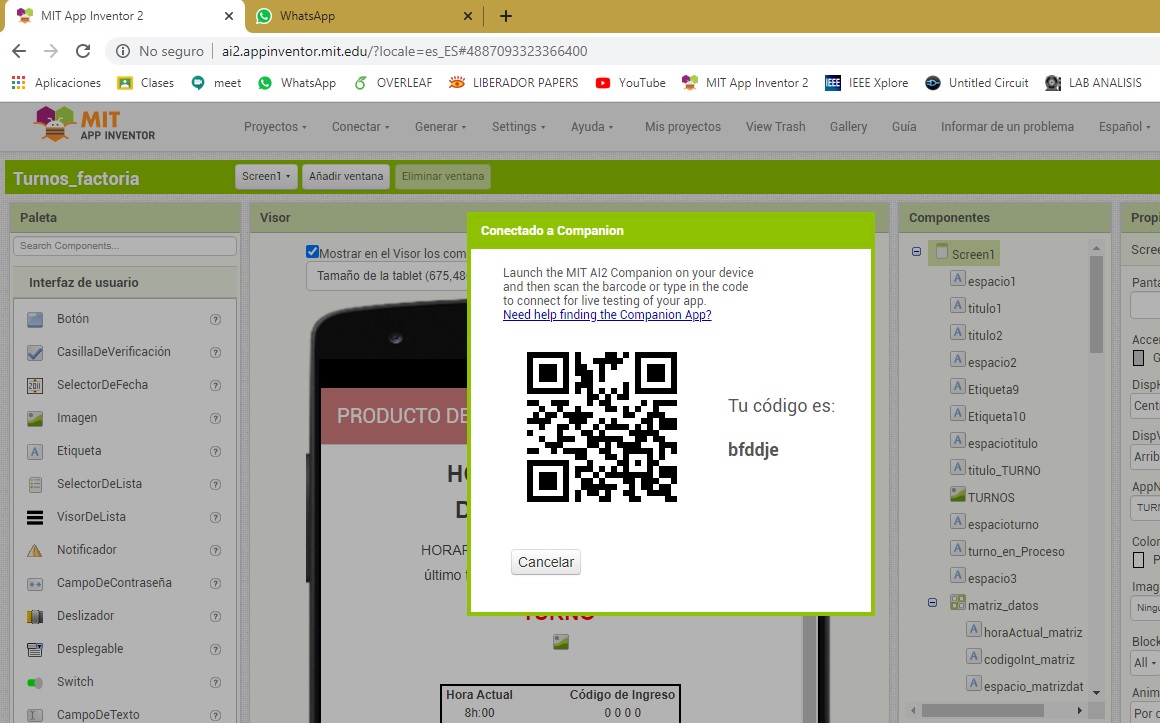 MIT App Inventor 2
WhatsApp
No seguro
ai2.appinventor.mit.edu/?locale=es_ES#4887093323366400
Aplicaciones
Clases
meet
WhatsApp
OVERLEAF
LIBERADOR PAPERS
YouTube
MIT App Inventor 2
IEEE
IEEE Xplore
Untitled Circuit
LAB ANALISIS
MIT
APP INVENTOR
Proyectos
Conectar
Generar
Settings
Ayuda
Mis proyectos
View Trash
Gallery
Guía
Informar de un problema
Español
Turnos_factoria
Screen1
Añadir ventana
Eliminar ventana
Paleta
Search Components...
Interfaz de usuario
Botón
CasillaDeVerificación
SelectorDeFecha
Imagen
Etiqueta
SelectorDeLista
VisorDeLista
Notificador
CampoDeContraseña
Deslizador
Desplegable
Switch
CampoDeTexto
Visor
Mostrar en el Visor los com
Tamaño de la tablet (675,48
PRODUCTO DE
HO
D
HORAR
último t
TURNO
Hora Actual
Código de Ingreso
8h:00
0 0 0 0
Conectado a Companion
Launch the MIT AI2 Companion on your device
and then scan the barcode or type in the code
to connect for live testing of your app.
Need help finding the Companion App?
Tu código es:
bfddje
Cancelar
Componentes
Screen1
espacio1
titulo1
titulo2
espacio2
Etiqueta9
Etiqueta10
espaciotitulo
titulo_TURNO
TURNOS
espacioturno
turno_en_Proceso
espacio3
matriz_datos
horaActual_matriz
codigoInt_matriz
espacio_matrizdat
Propi
Scree
Panta
Accer
G
DispH
Cent
DispV
Arrib
AppN
TURN
Color
P
Imag
Ningu
Block
All
Anim
Por c